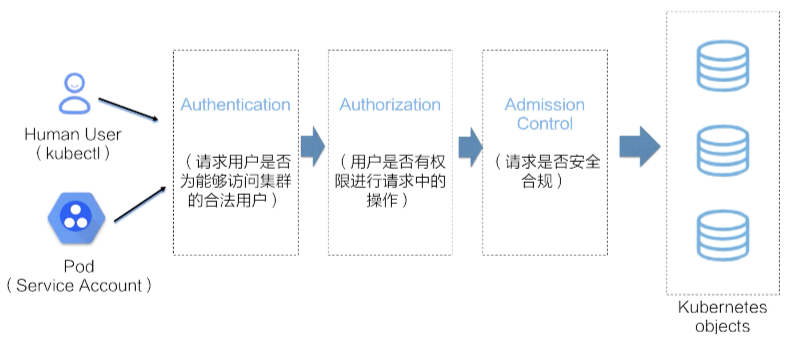 Human User
（kubectl）
Pod
（Service Account）
Authentication
（请求用户是否
为能够访问集群
的合法用户）
Authorization
（用户是否有权
限进行请求中的
操作）
Admission
Control
（请求是否安全
合规）
Kubernetes
objects